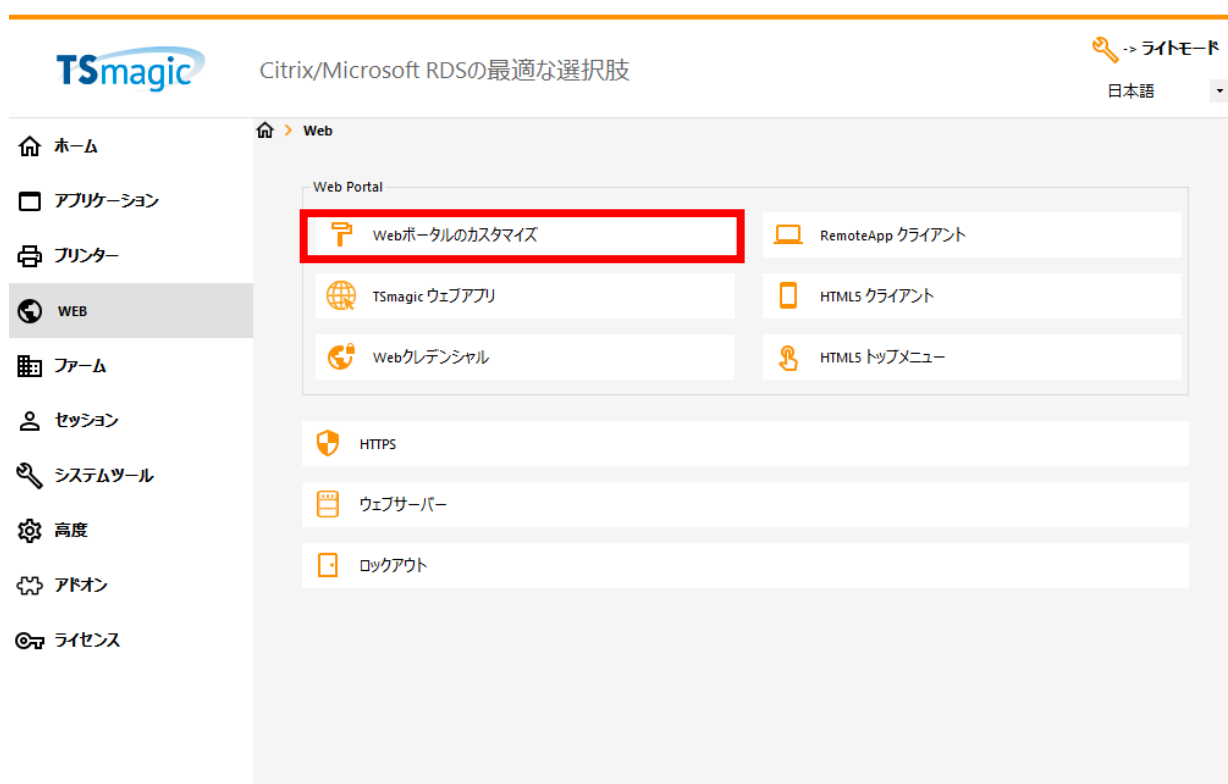 TSmagic
Citrix/Microsoft RDSの最適な選択肢
-> ライトモード
日本語
ホーム
アプリケーション
プリンター
WEB
ファーム
セッション
システムツール
高度
アドオン
ライセンス
> Web
Web Portal
Webポータルのカスタマイズ
RemoteApp クライアント
TSmagic ウェブアプリ
HTML5 クライアント
Webクレデンシャル
HTML5 トップメニュー
HTTPS
ウェブサーバー
ロックアウト